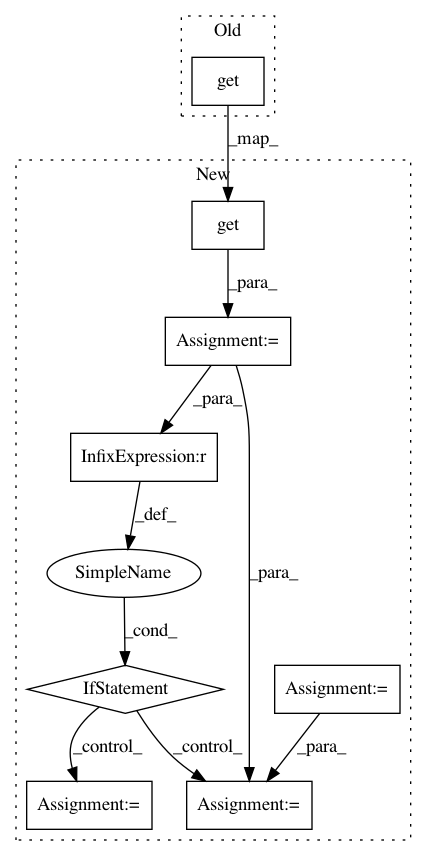 Old
get
_map_
New
get
_para_
Assignment:=
_para_
InfixExpression:r
_def_
SimpleName
_para_
_cond_
IfStatement
Assignment:=
_control_
_control_
_para_
Assignment:=
Assignment:=